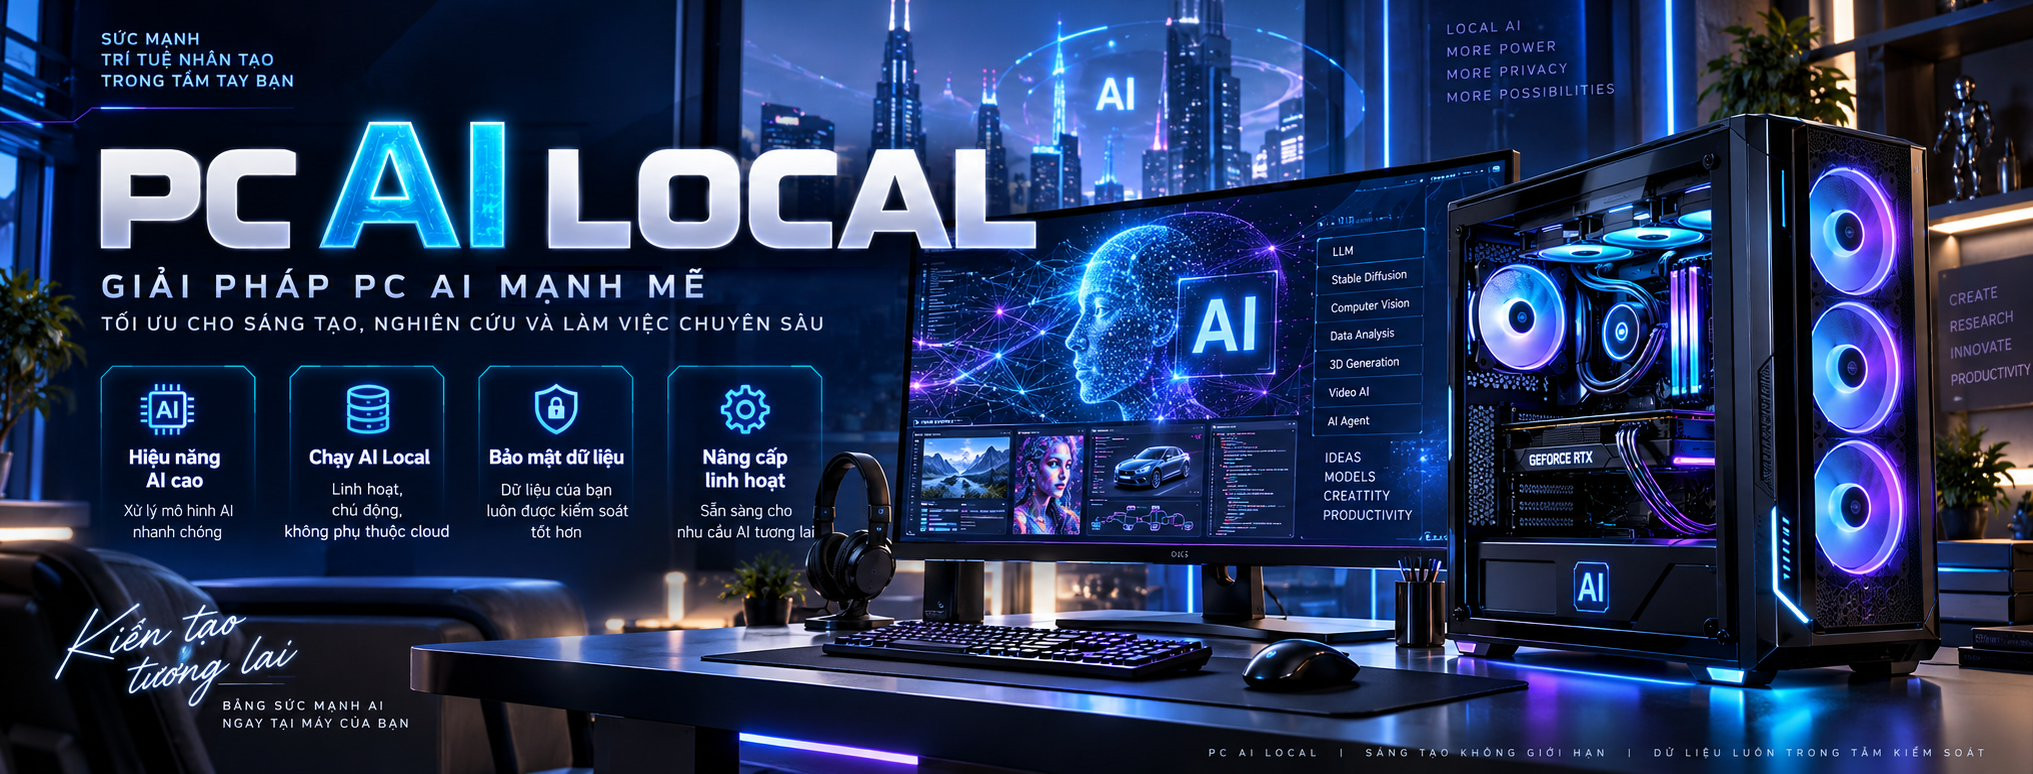 SỨC MẠNH
TRÍ TUỆ NHÂN TẠO
TRONG TẦM TAY BẠN
PC AI LOCAL
GIẢI PHÁP PC AI MẠNH MẼ
TỐI ƯU CHO SÁNG TẠO, NGHIÊN CỨU VÀ LÀM VIỆC CHUYÊN SÂU
AI
Hiệu năng
AI cao
Xử lý mô hình AI
nhanh chóng
Chạy AI Local
Linh hoạt,
chủ động,
không phụ thuộc cloud
Bảo mật dữ liệu
Dữ liệu của bạn
luôn được kiểm soát
tốt hơn
Nâng cấp
linh hoạt
Sẵn sàng cho
nhu cầu AI tương lai
Kiến tạo
tương lai
BẰNG SỨC MẠNH AI
NGAY TẠI MÁY CỦA BẠN
AI
LOCAL AI
MORE POWER
MORE PRIVACY
MORE POSSIBILITIES
AI
LLM
Stable Diffusion
Computer Vision
Data Analysis
3D Generation
Video AI
AI Agent
IDEAS
MODELS
CREATTITY
PRODUCTIVITY
GEFORCE RTX
AI
CREATE
RESEARCH
INNOVATE
PRODUCTIVITY
PC AI LOCAL | SÁNG TẠO KHÔNG GIỚI HẠN | DỮ LIỆU LUÔN TRONG TẦM KIỂM SOÁT